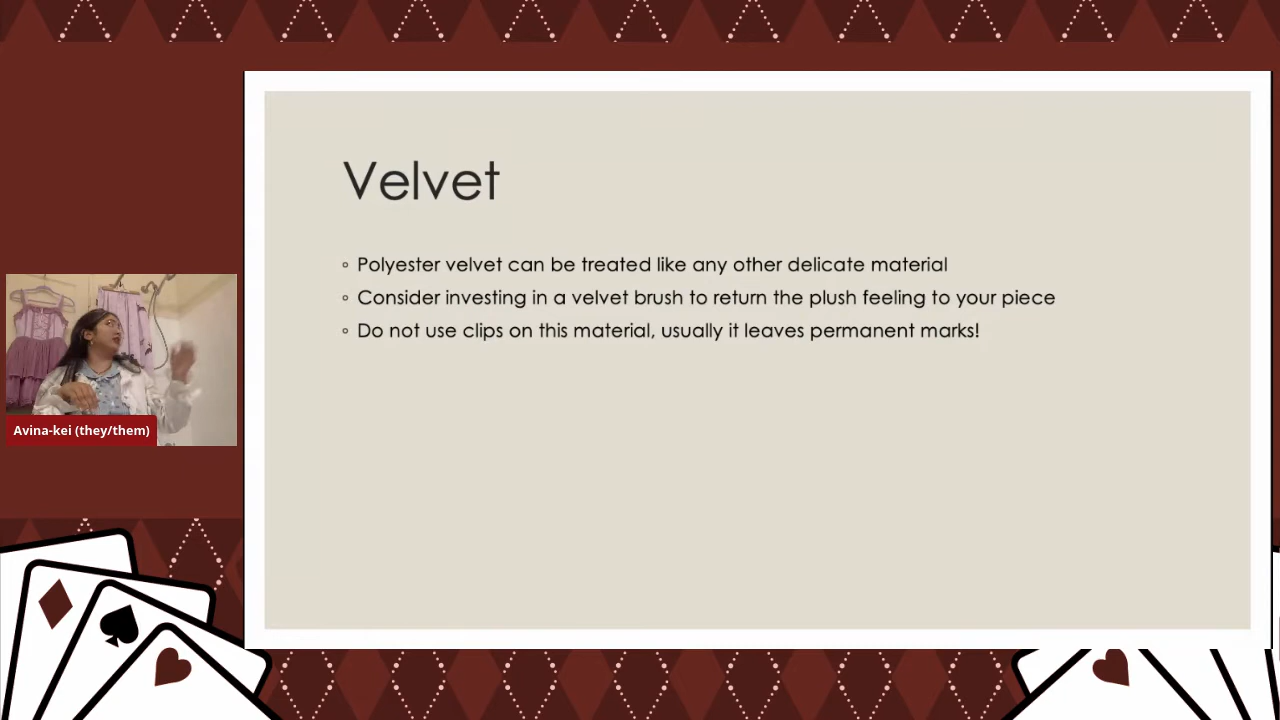 Velvet
◦ Polyester velvet can be treated like any other delicate material
◦ Consider investing in a velvet brush to return the plush feeling to your piece
◦ Do not use clips on this material, usually it leaves permanent marks!
Avina-kei (they/them)